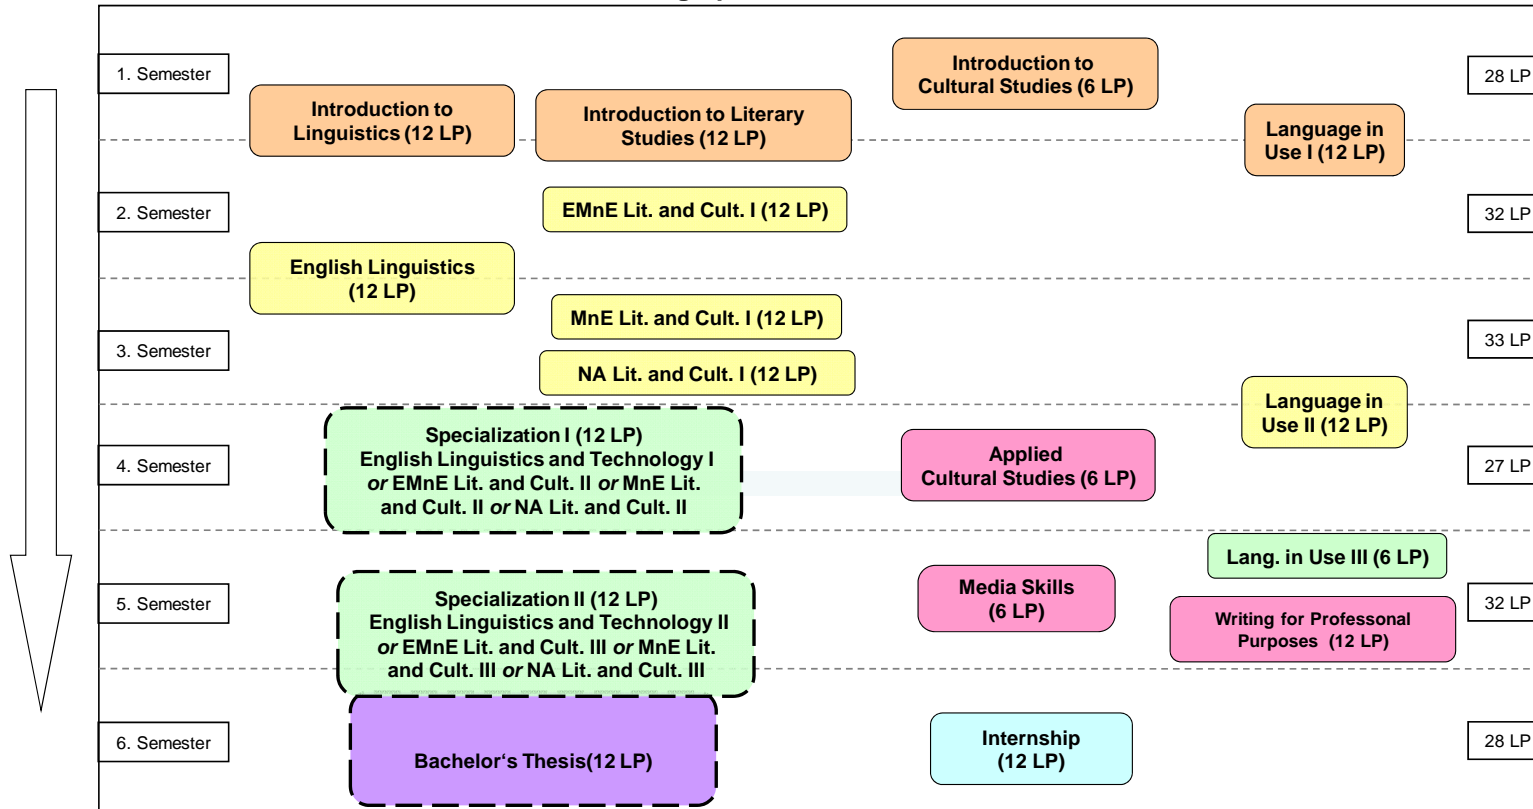 1. Semester
Introduction to
Cultural Studies (6 LP)
28 LP
Introduction to
Linguistics (12 LP)
Introduction to Literary
Studies (12 LP)
Language in
Use I (12 LP)
2. Semester
EMnE Lit. and Cult. I (12 LP)
32 LP
English Linguistics
(12 LP)
MnE Lit. and Cult. I (12 LP)
3. Semester
33 LP
NA Lit. and Cult. I (12 LP)
Language in
Use II (12 LP)
Specialization I (12 LP)
English Linguistics and Technology I
or EMnE Lit. and Cult. II or MnE Lit.
and Cult. II or NA Lit. and Cult. II
4. Semester
Applied
Cultural Studies (6 LP)
27 LP
Lang. in Use III (6 LP)
5. Semester
Specialization II (12 LP)
English Linguistics and Technology II
or EMnE Lit. and Cult. III or MnE Lit.
and Cult. III or NA Lit. and Cult. III
Media Skills
(6 LP)
Writing for Professonal
Purposes (12 LP)
32 LP
6. Semester
Bachelor‘s Thesis(12 LP)
Internship
(12 LP)
28 LP